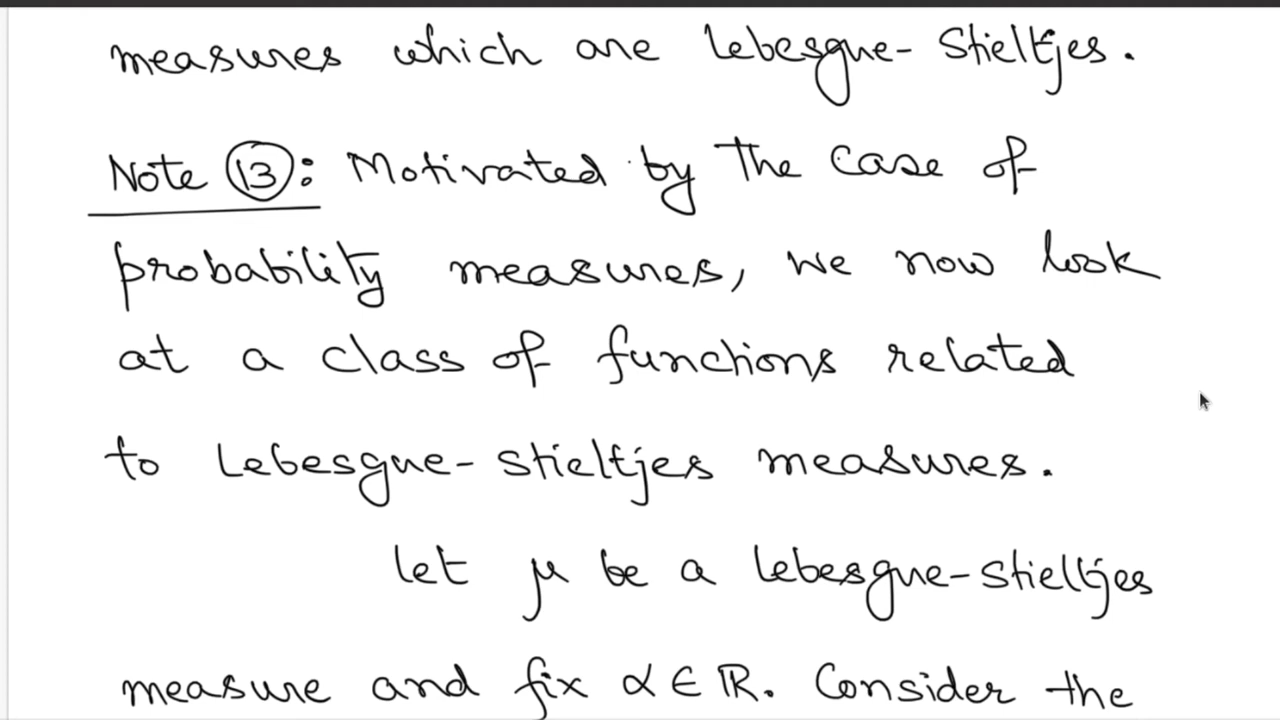 measures which are Lebesgue-Stieltjes.
Note 13: Motivated by the case of
probability measures, we now look
at a class of functions related
to Lebesgue-Stieltjes measures.
Let μ be a Lebesgue-Stieltjes
measure and fix α ∈ ℝ. Consider the